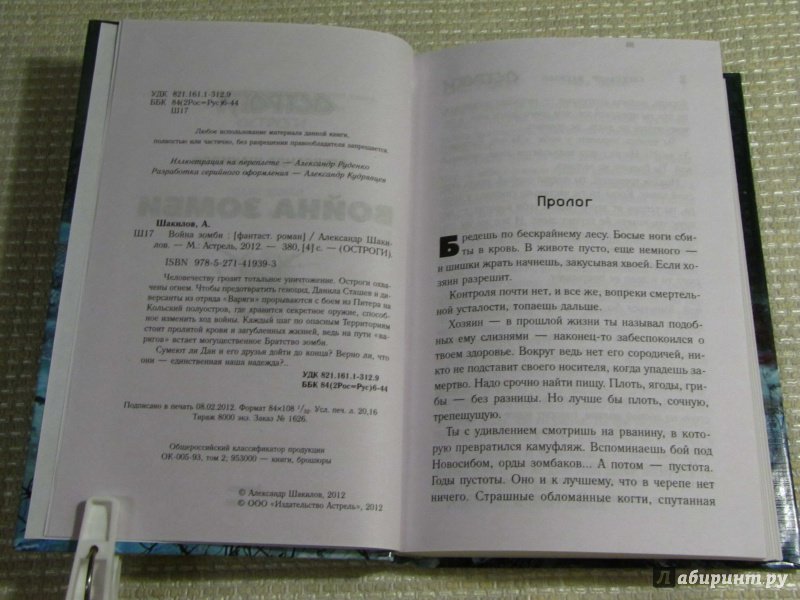 УДК 821.161.1-312.9
ББК 84(2Рос=Рус)6-44
Ш17
Любое использование материала данной книги,
полностью или частично, без разрешения правообладателя запрещается.
Иллюстрация на переплете — Александр Руденко
Разработка серийного оформления — Александр Кудрявцев
Шакилов, А.
Ш17 Война зомби : [фантаст. роман] / Александр Шаки-
лов. — М.: Астрель, 2012. — 380, [4] с. — (ОСТРОГИ).
ISBN 978-5-271-41939-3
Человечеству грозит тотальное уничтожение. Остроги охва-
чены огнем. Чтобы предотвратить геноцид, Данила Сташев и ди-
версанты из отряда «Варяги» прорываются с боем из Питера на
Кольский полуостров, где хранится секретное оружие, способ-
ное изменить ход войны. Каждый шаг по опасным Территориям
стоит пролитой крови и загубленных жизней, ведь на пути «ва-
рягов» встает могущественное Братство зомби.
Сумеют ли Дан и его друзья дойти до конца? Верно ли, что
они — единственная наша надежда?..
УДК 821.161.1-312.9
ББК 84(2Рос=Рус)6-44
Подписано в печать 08.02.2012. Формат 84×108 1/32. Усл. печ. л. 20,16
Тираж 8000 экз. Заказ № 1626.
Общероссийский классификатор продукции
ОК-005-93, том 2; 953000 — книги, брошюры
© Александр Шакилов, 2012
© ООО «Издательство Астрель», 2012
Пролог
Бредешь по бескрайнему лесу. Босые ноги сби-
ты в кровь. В животе пусто, еще немного —
и шишки жрать начнешь, закусывая хвоей. Если хо-
зяин разрешит.
Контроля почти нет, и все же, вопреки смертель-
ной усталости, топаешь дальше.
Хозяин — в прошлой жизни ты называл подоб-
ных ему слизнями — наконец-то забеспокоился о
твоем здоровье. Вокруг ведь нет его сородичей, ни-
кто не подставит своего носителя, когда упадешь за-
мертво. Надо срочно найти пищу. Плоть, ягоды, гри-
бы — без разницы. Но лучше бы плоть, сочную,
трепещущую.
Ты с удивлением смотришь на рванину, в кото-
рую превратился камуфляж. Вспоминаешь бой под
Новосибом, орды зомбаков... А потом — пустота.
Годы пустоты. Оно и к лучшему, что в черепе нет
ничего. Страшные обломанные когти, спутанная
Лабиринт.ру